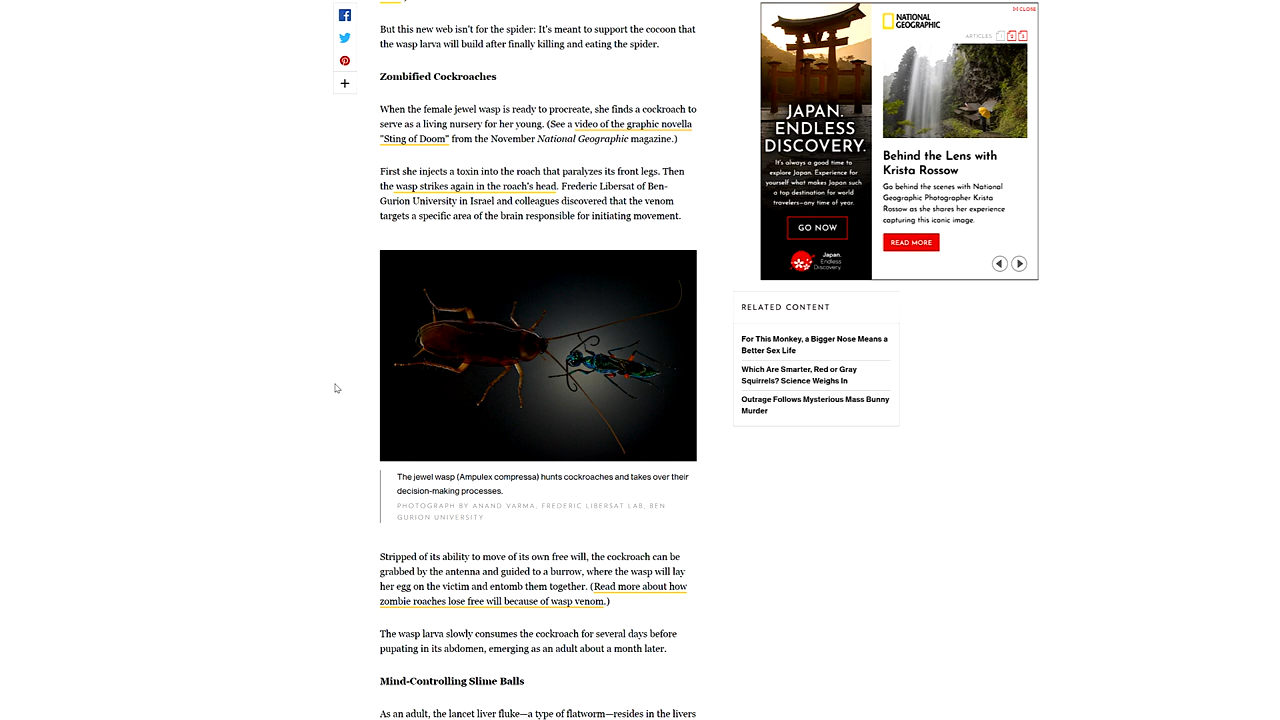 But this new web isn't for the spider: It's meant to support the cocoon that
the wasp larva will build after finally killing and eating the spider.
Zombified Cockroaches
When the female jewel wasp is ready to procreate, she finds a cockroach to
serve as a living nursery for her young. (See a video of the graphic novella
"Sting of Doom" from the November National Geographic magazine.)
First she injects a toxin into the roach that paralyzes its front legs. Then
the wasp strikes again in the roach's head. Frederic Libersat of Ben-
Gurion University in Israel and colleagues discovered that the venom
targets a specific area of the brain responsible for initiating movement.
The jewel wasp (Ampulex compressa) hunts cockroaches and takes over their
decision-making processes.
PHOTOGRAPH BY ANAND VARMA, FREDERIC LIBERSAT LAB, BEN
GURION UNIVERSITY
Stripped of its ability to move of its own free will, the cockroach can be
grabbed by the antenna and guided to a burrow, where the wasp will lay
her egg on the victim and entomb them together. (Read more about how
zombie roaches lose free will because of wasp venom.)
The wasp larva slowly consumes the cockroach for several days before
pupating in its abdomen, emerging as an adult about a month later.
Mind-Controlling Slime Balls
As an adult, the lancet liver fluke—a type of flatworm—resides in the livers
JAPAN.
ENDLESS
DISCOVERY.
It's always a good time to
explore Japan. Experience for
yourself what makes Japan such
a top destination for world
travelers—any time of year.
GO NOW
Japan.
Endless
Discovery.
CLOSE
NATIONAL
GEOGRAPHIC
ARTICLES 1 2 3
Behind the Lens with
Krista Rossow
Go behind the scenes with National
Geographic Photographer Krista
Rossow as she shares her experience
capturing this iconic image.
READ MORE
RELATED CONTENT
For This Monkey, a Bigger Nose Means a
Better Sex Life
Which Are Smarter, Red or Gray
Squirrels? Science Weighs In
Outrage Follows Mysterious Mass Bunny
Murder